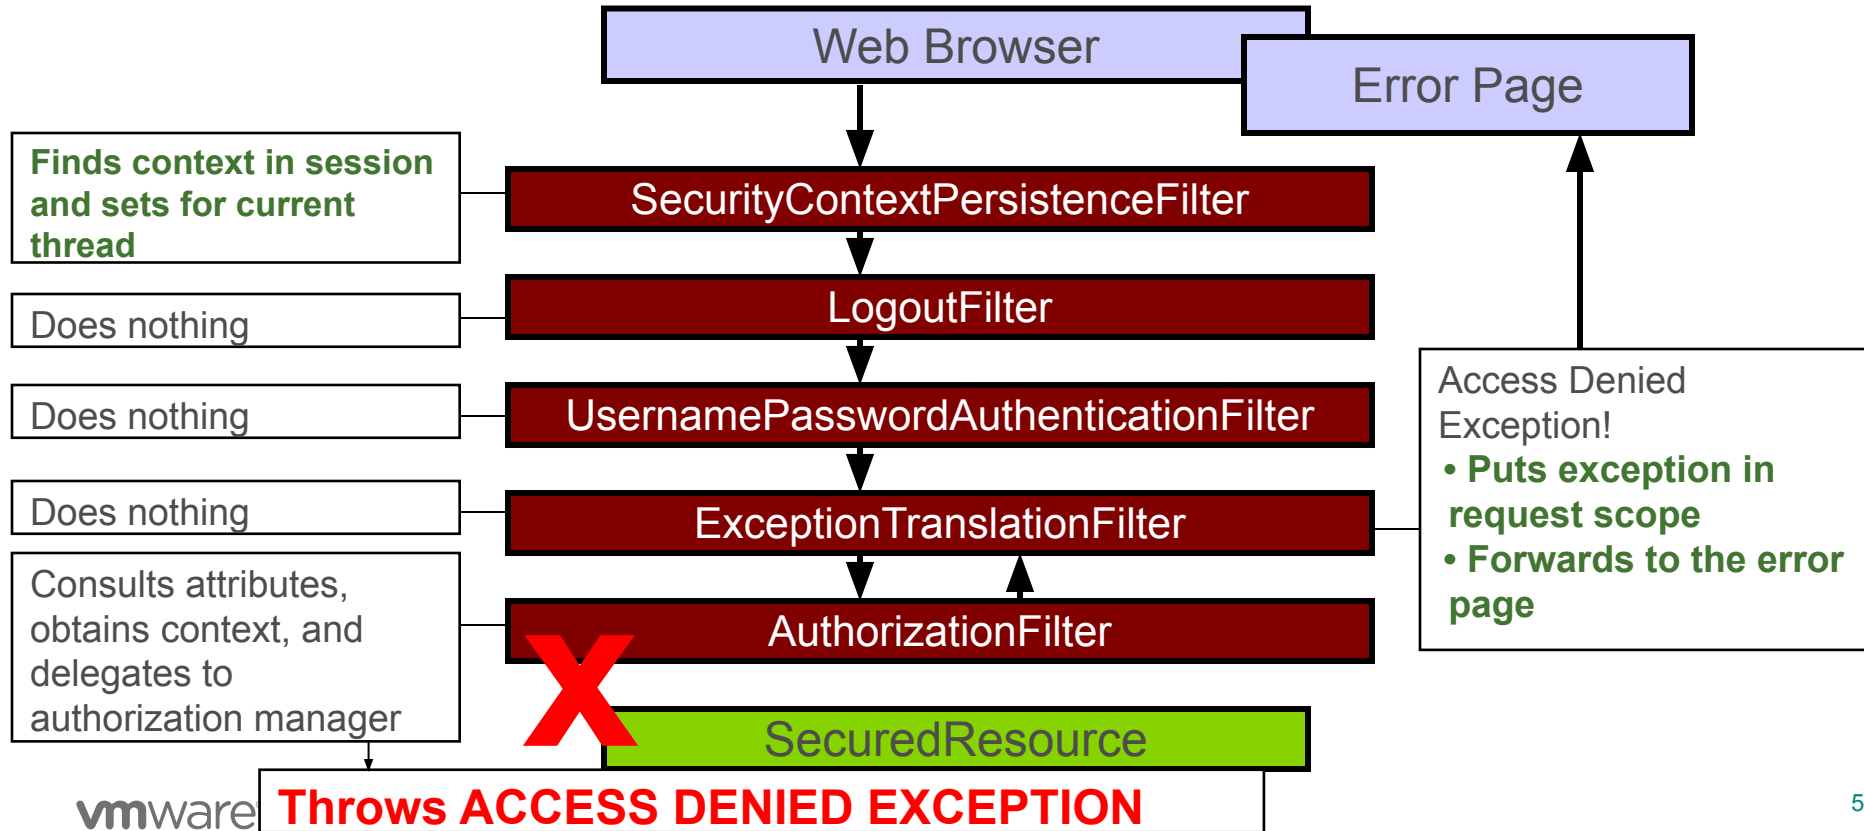 Web Browser
Error Page
Finds context in session
and sets for current
thread
SecurityContextPersistenceFilter
Does nothing
LogoutFilter
Does nothing
UsernamePasswordAuthenticationFilter
Does nothing
ExceptionTranslationFilter
Access Denied
Exception!
• Puts exception in
request scope
• Forwards to the error
page
Consults attributes,
obtains context, and
delegates to
authorization manager
AuthorizationFilter
X
SecuredResource
Throws ACCESS DENIED EXCEPTION
vmware
5